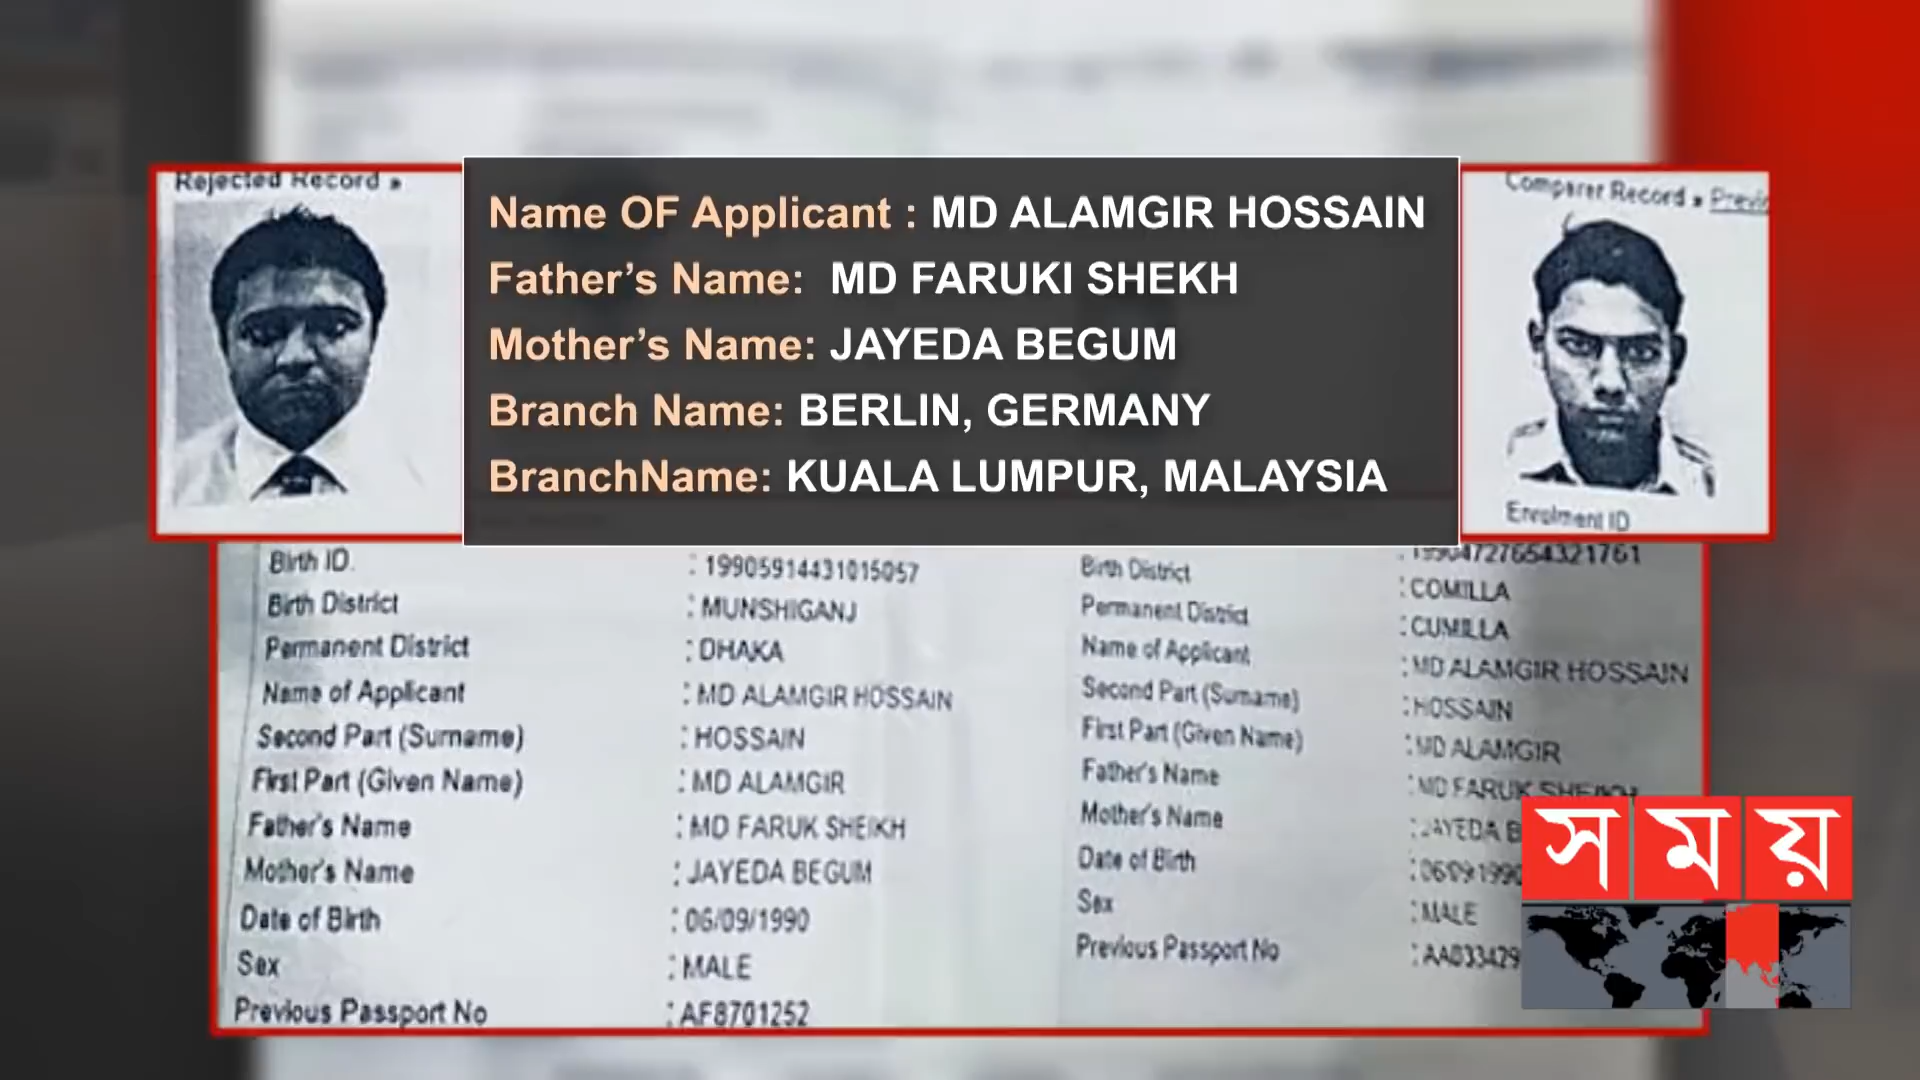 Rejected Record »
Name OF Applicant : MD ALAMGIR HOSSAIN
Father’s Name: MD FARUKI SHEKH
Mother’s Name: JAYEDA BEGUM
Branch Name: BERLIN, GERMANY
BranchName: KUALA LUMPUR, MALAYSIA
Comparer Record »
Enrolment ID
Birth ID : 19905914431015057
Birth District : MUNSHIGANJ
Permanent District : DHAKA
Name of Applicant : MD ALAMGIR HOSSAIN
Second Part (Surname) : HOSSAIN
First Part (Given Name) : MD ALAMGIR
Father's Name : MD FARUK SHEIKH
Mother's Name : JAYEDA BEGUM
Date of Birth : 06/09/1990
Sex : MALE
Previous Passport No : AF8701252
Birth District : COMILLA
Permanent District : CUMILLA
Name of Applicant : MD ALAMGIR HOSSAIN
Second Part (Surname) : HOSSAIN
First Part (Given Name) : MD ALAMGIR
Father's Name : MD FARUK SHEIKH
Mother's Name : JAYEDA
Date of Birth
Sex : MALE
Previous Passport No
সময়